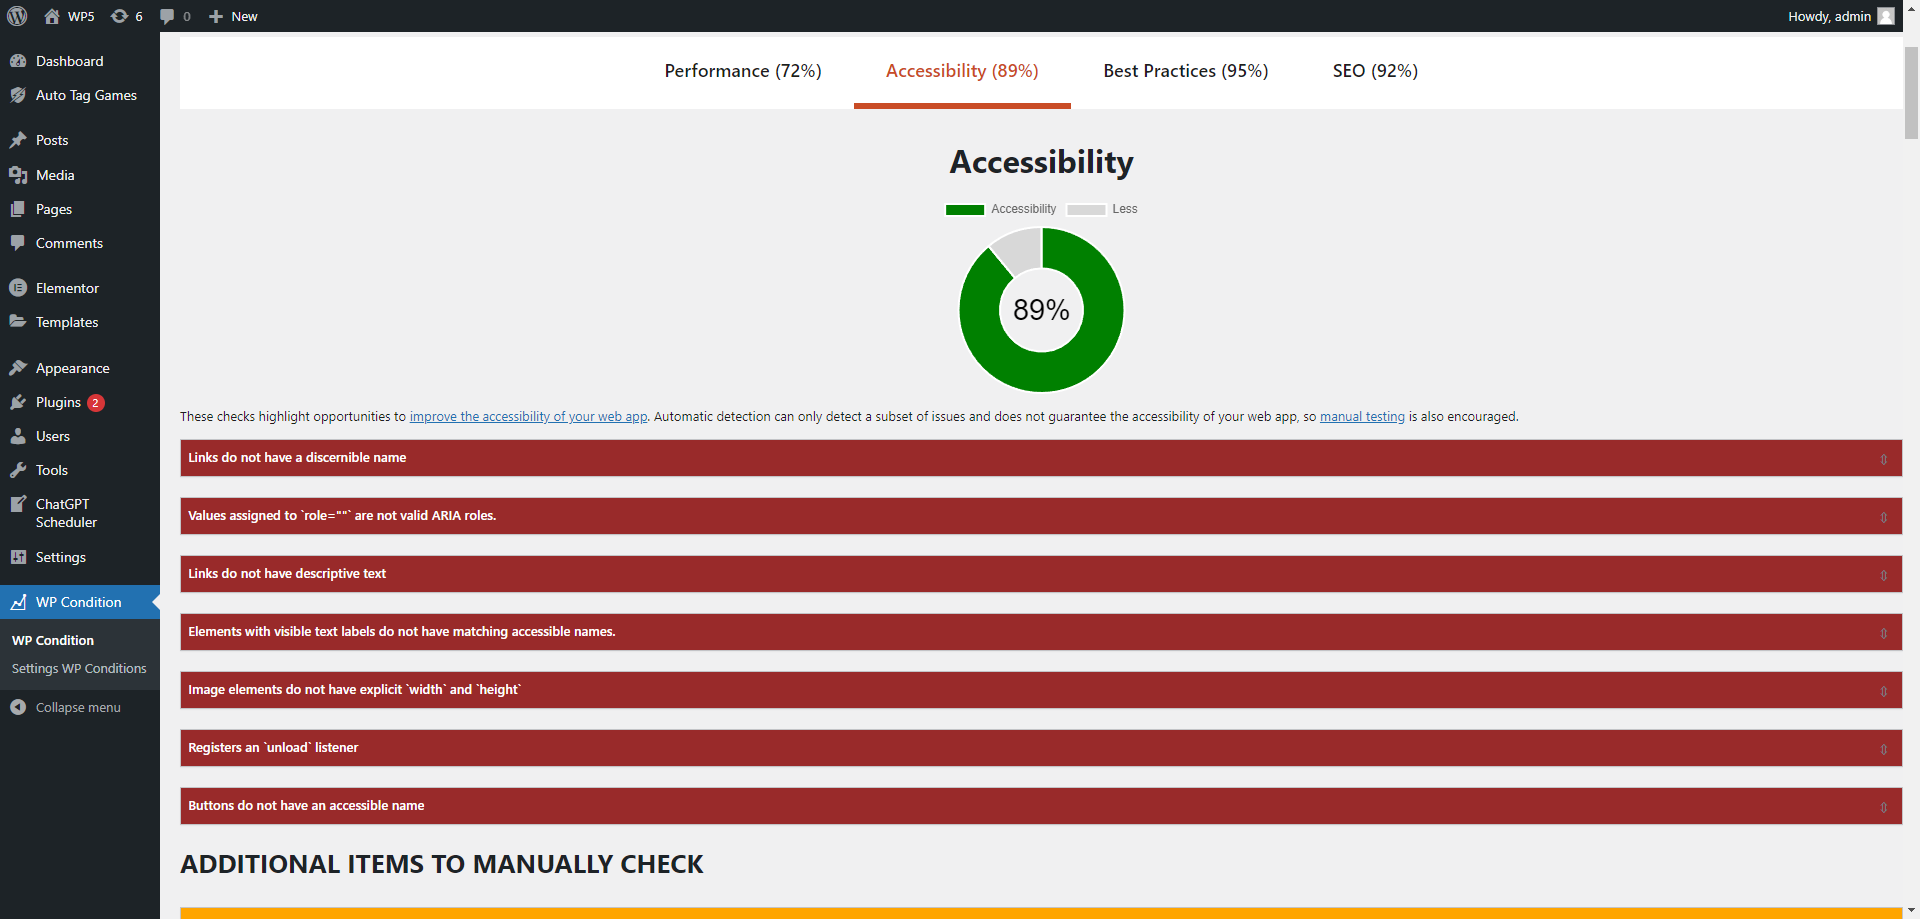 WP5 6 0 New Howdy, admin
Dashboard
Auto Tag Games
Posts
Media
Pages
Comments
Elementor
Templates
Appearance
Plugins 2
Users
Tools
ChatGPT
Scheduler
Settings
WP Condition
WP Condition
Settings WP Conditions
Collapse menu
Performance (72%) Accessibility (89%) Best Practices (95%) SEO (92%)
Accessibility
Accessibility Less
89%
These checks highlight opportunities to improve the accessibility of your web app. Automatic detection can only detect a subset of issues and does not guarantee the accessibility of your web app, so manual testing is also encouraged.
Links do not have a discernible name
Values assigned to `role=""` are not valid ARIA roles.
Links do not have descriptive text
Elements with visible text labels do not have matching accessible names.
Image elements do not have explicit `width` and `height`
Registers an `unload` listener
Buttons do not have an accessible name
ADDITIONAL ITEMS TO MANUALLY CHECK